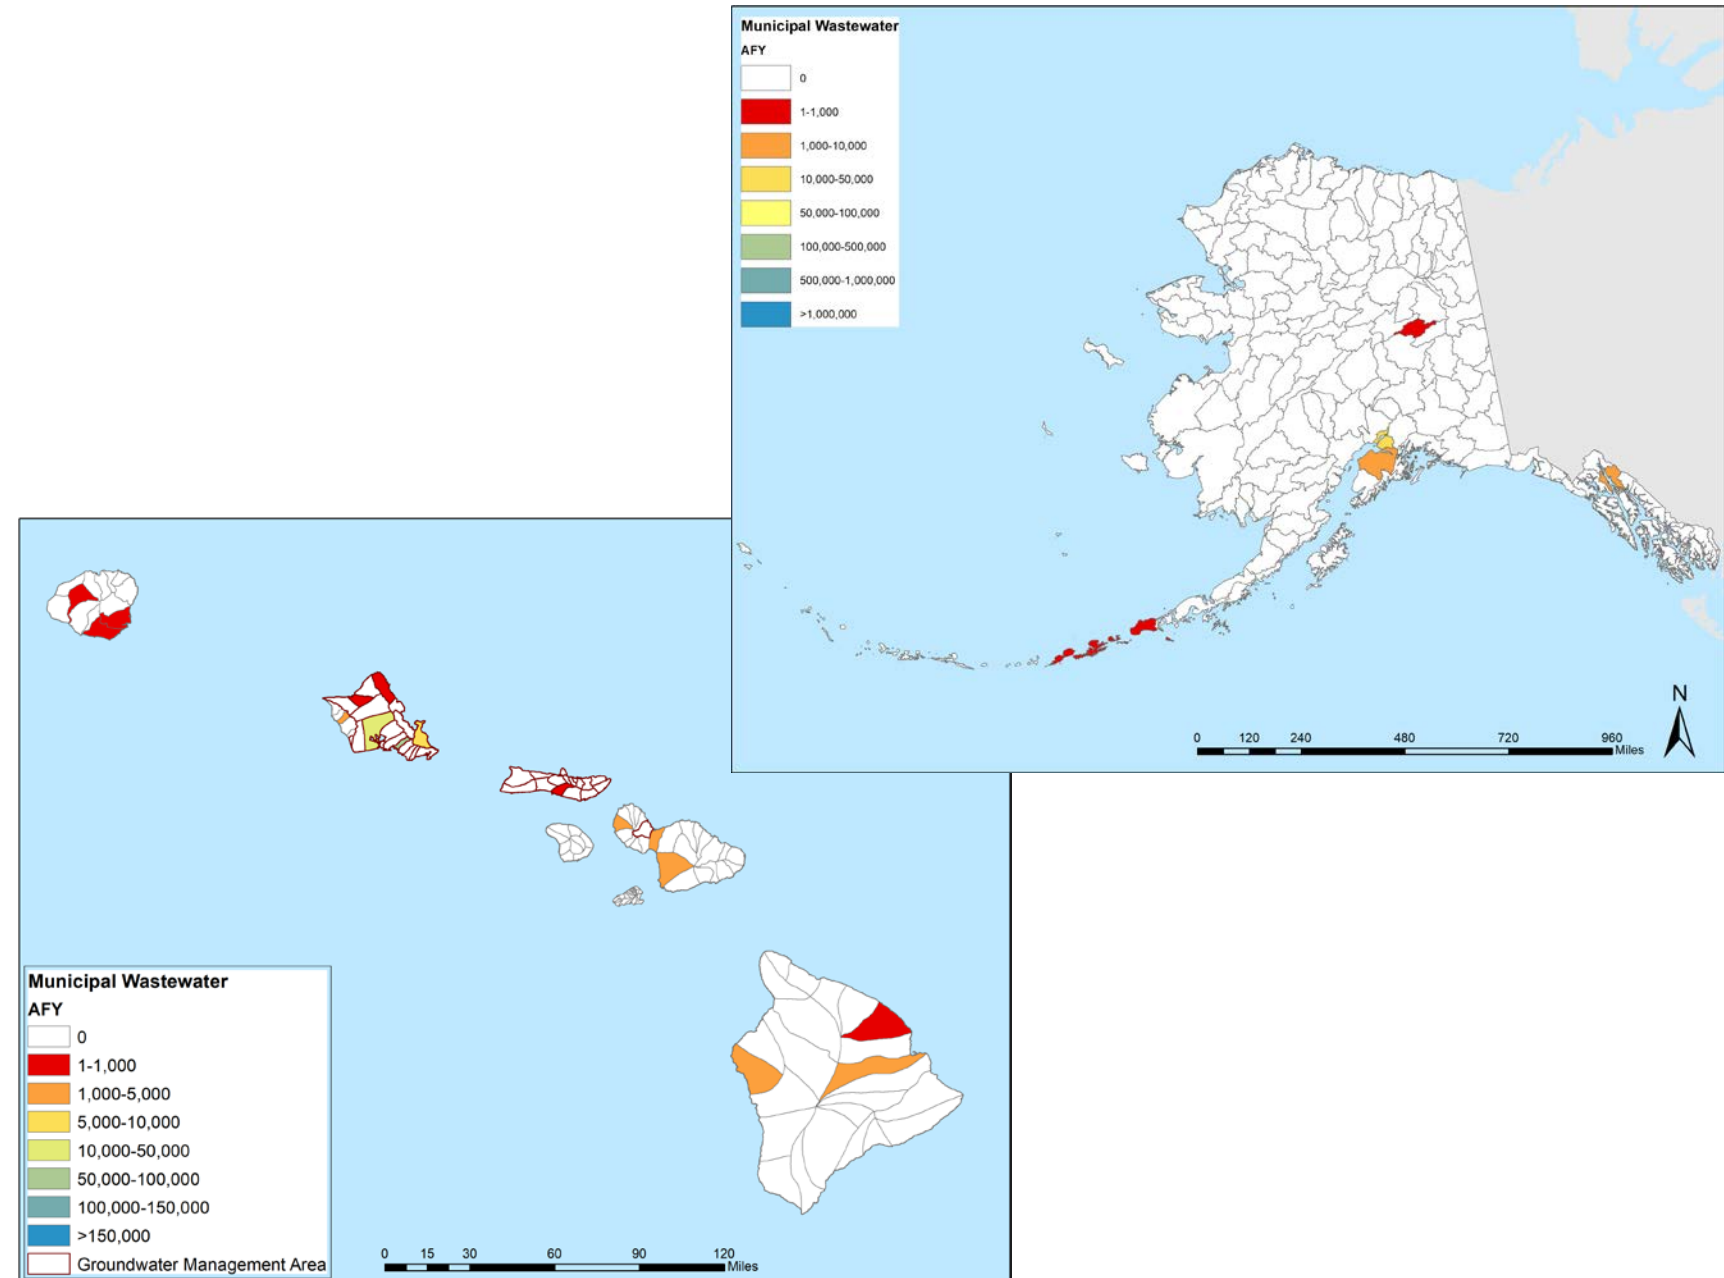 Municipal Wastewater
AFY
0
1-1,000
1,000-10,000
10,000-50,000
50,000-100,000
100,000-500,000
500,000-1,000,000
>1,000,000
N
0 120 240 480 720 960
Miles
Municipal Wastewater
AFY
0
1-1,000
1,000-5,000
5,000-10,000
10,000-50,000
50,000-100,000
100,000-150,000
>150,000
Groundwater Management Area
0 15 30 60 90 120
Miles